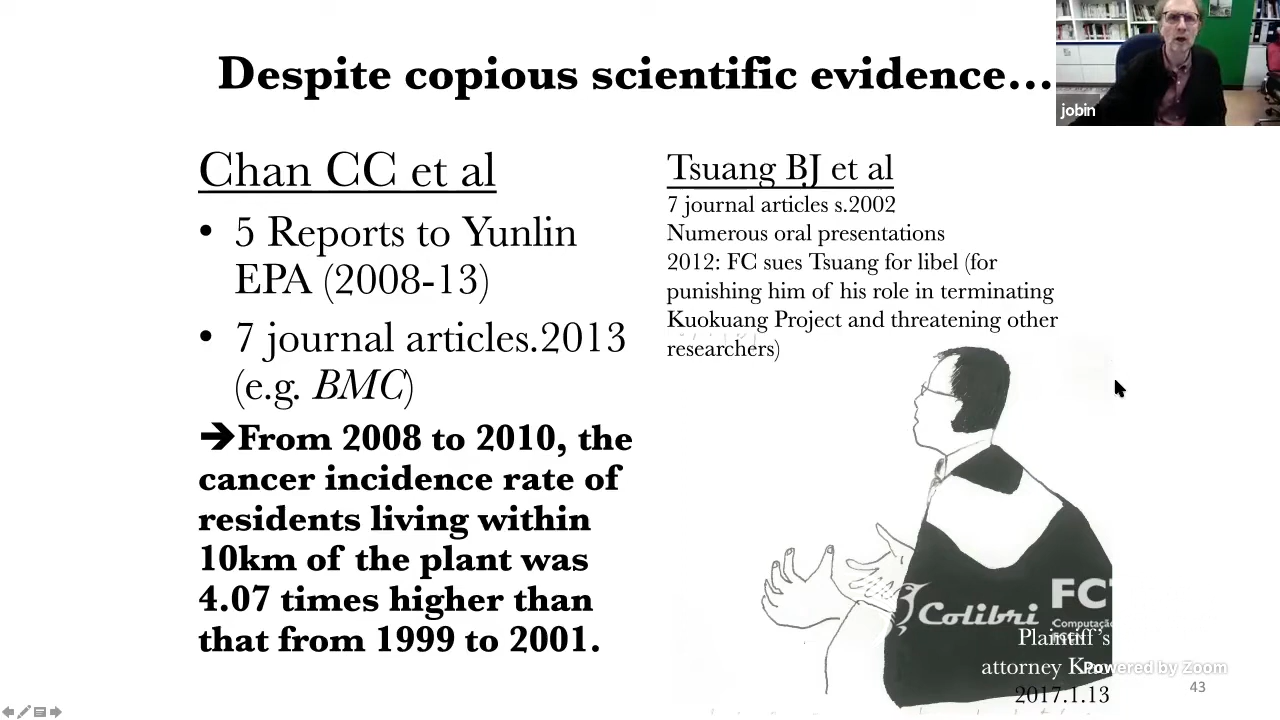 Despite copious scientific evidence…
jobin
Chan CC et al
• 5 Reports to Yunlin
EPA (2008-13)
• 7 journal articles.2013
(e.g. BMC)
➔From 2008 to 2010, the
cancer incidence rate of
residents living within
10km of the plant was
4.07 times higher than
that from 1999 to 2001.
Tsuang BJ et al
7 journal articles s.2002
Numerous oral presentations
2012: FC sues Tsuang for libel (for
punishing him of his role in terminating
Kuokuang Project and threatening other
researchers)
Colibri
Computação
Plaintiff's
attorney
Powered by Zoom
2017.1.13
43